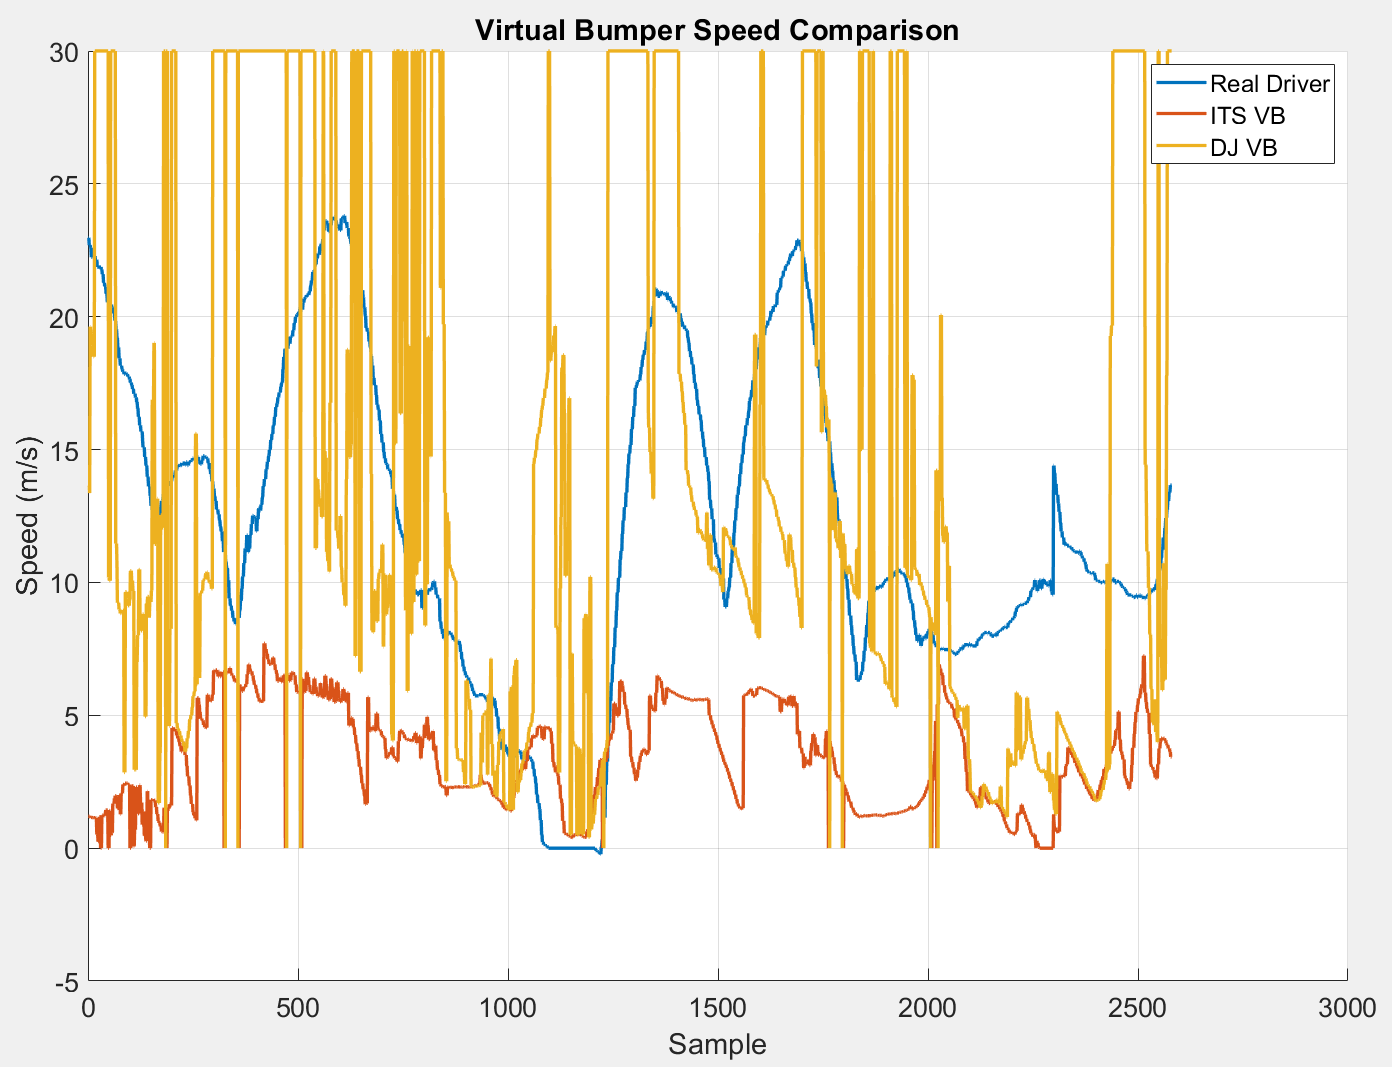 Virtual Bumper Speed Comparison
30
25
20
15
10
5
0
-5
Speed (m/s)
Real Driver
ITS VB
DJ VB
0 500 1000 1500 2000 2500 3000
Sample